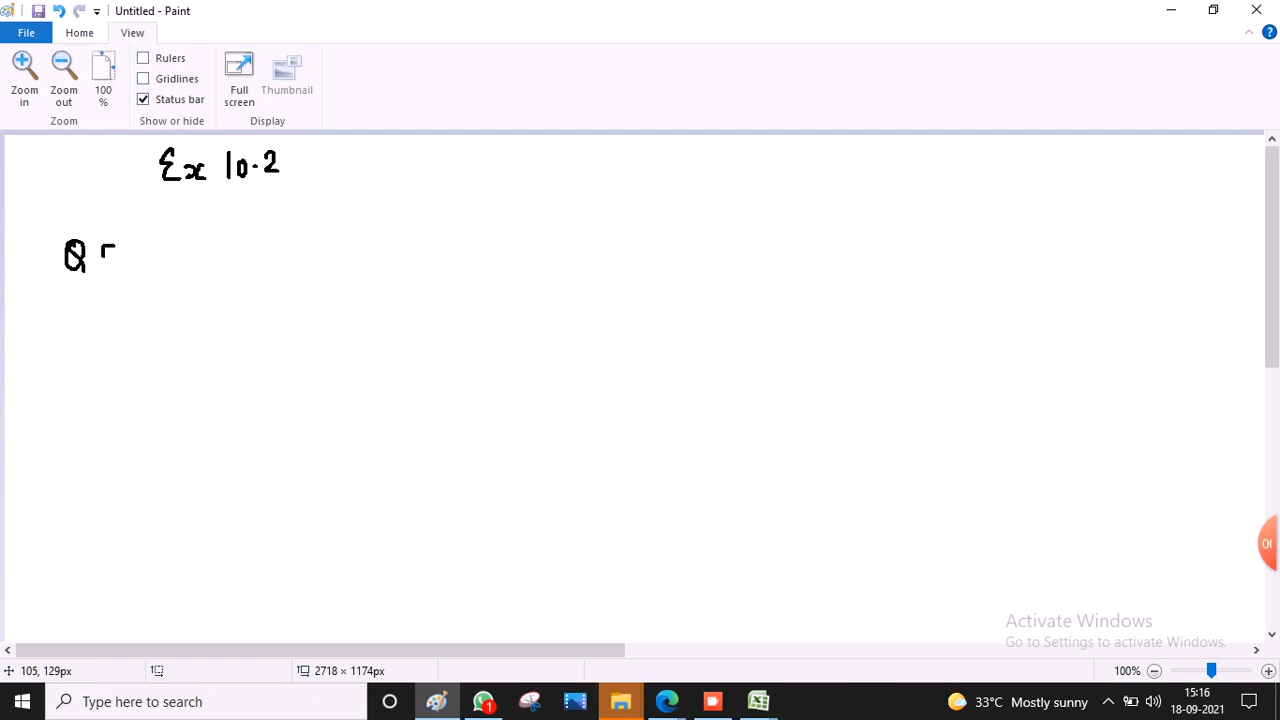 Untitled - Paint
File Home View
Zoom in
Zoom out
100 %
Rulers
Gridlines
Status bar
Full screen
Thumbnail
Zoom
Show or hide
Display
Ex 10.2
Q
105, 129px
2718 × 1174px
100%
Activate Windows
Go to Settings to activate Windows.
Type here to search
1
33°C Mostly sunny
15:16
18-09-2021